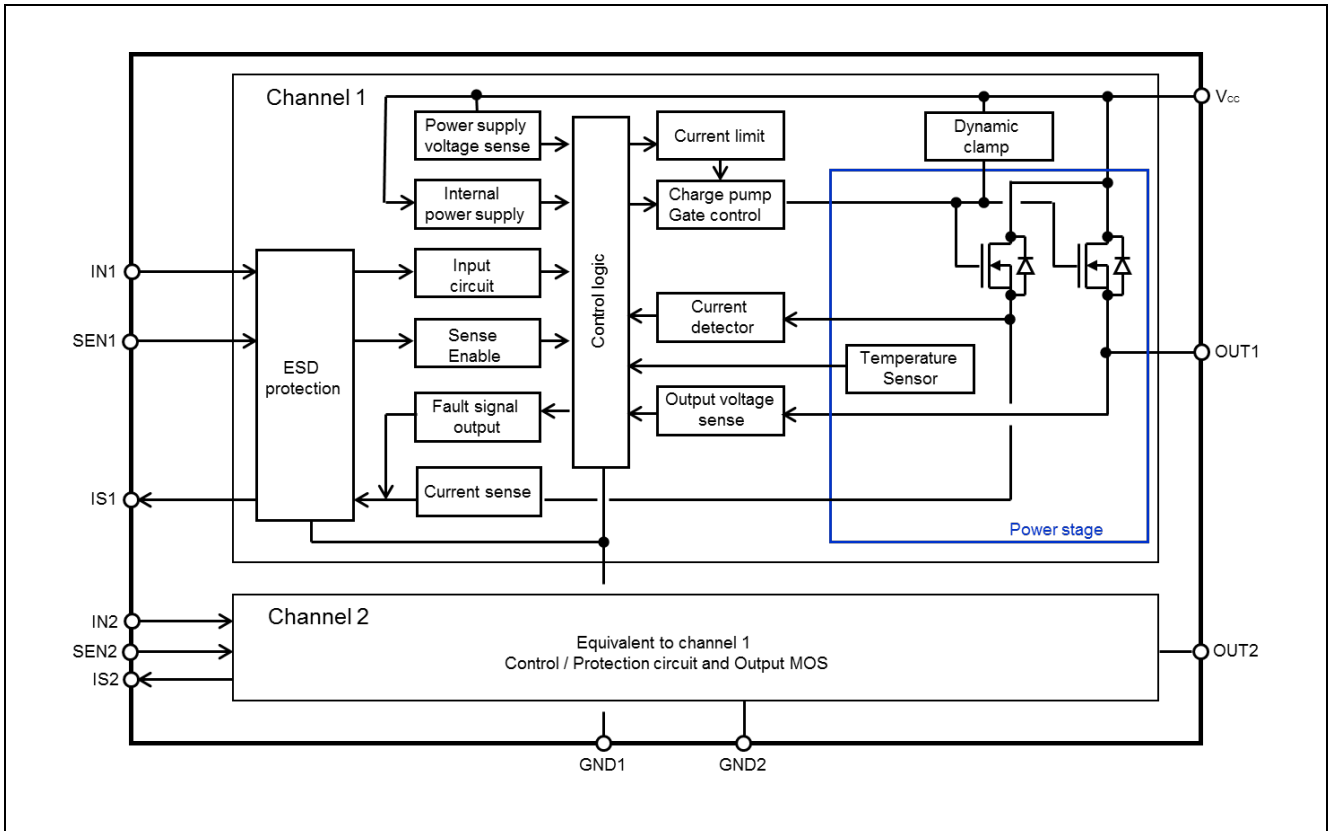 Channel 1
Vcc
Power supply
voltage sense
Current limit
Dynamic
clamp
Internal
power supply
Charge pump
Gate control
IN1
Input
circuit
Control logic
Current
detector
SEN1
Sense
Enable
OUT1
ESD
protection
Temperature
Sensor
Fault signal
output
Output voltage
sense
IS1
Current sense
Power stage
IN2
Channel 2
SEN2
Equivalent to channel 1
Control / Protection circuit and Output MOS
OUT2
IS2
GND1
GND2